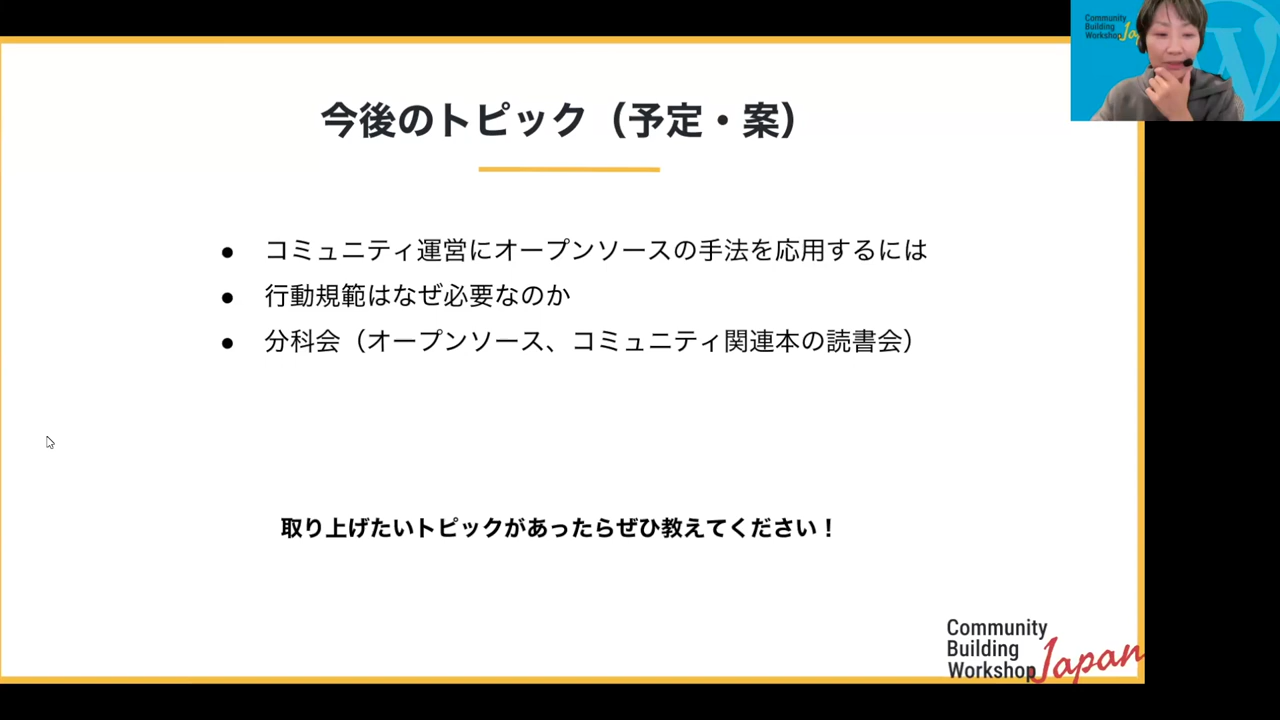 今後のトピック（予定・案）
● コミュニティ運営にオープンソースの手法を応用するには
● 行動規範はなぜ必要なのか
● 分科会（オープンソース、コミュニティ関連本の読書会）
取り上げたいトピックがあったらぜひ教えてください！
Community
Building
Workshop Japan
Community
Building
Workshop